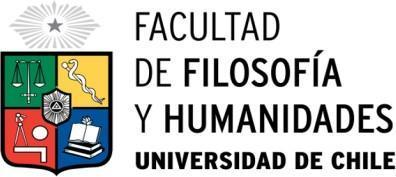 FACULTAD
DE FILOSOFÍA
Y HUMANIDADES
UNIVERSIDAD DE CHILE